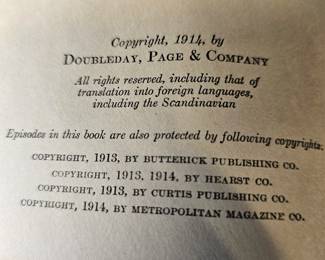 Copyright, 1914, by
DOUBLEDAY, PAGE & COMPANY
All rights reserved, including that of
translation into foreign languages,
including the Scandinavian
Episodes in this book are also protected by following copyrights:
COPYRIGHT, 1913, BY BUTTERICK PUBLISHING CO.
COPYRIGHT, 1913, 1914, BY HEARST CO.
COPYRIGHT, 1913, BY CURTIS PUBLISHING CO.
COPYRIGHT, 1914, BY METROPOLITAN MAGAZINE CO.